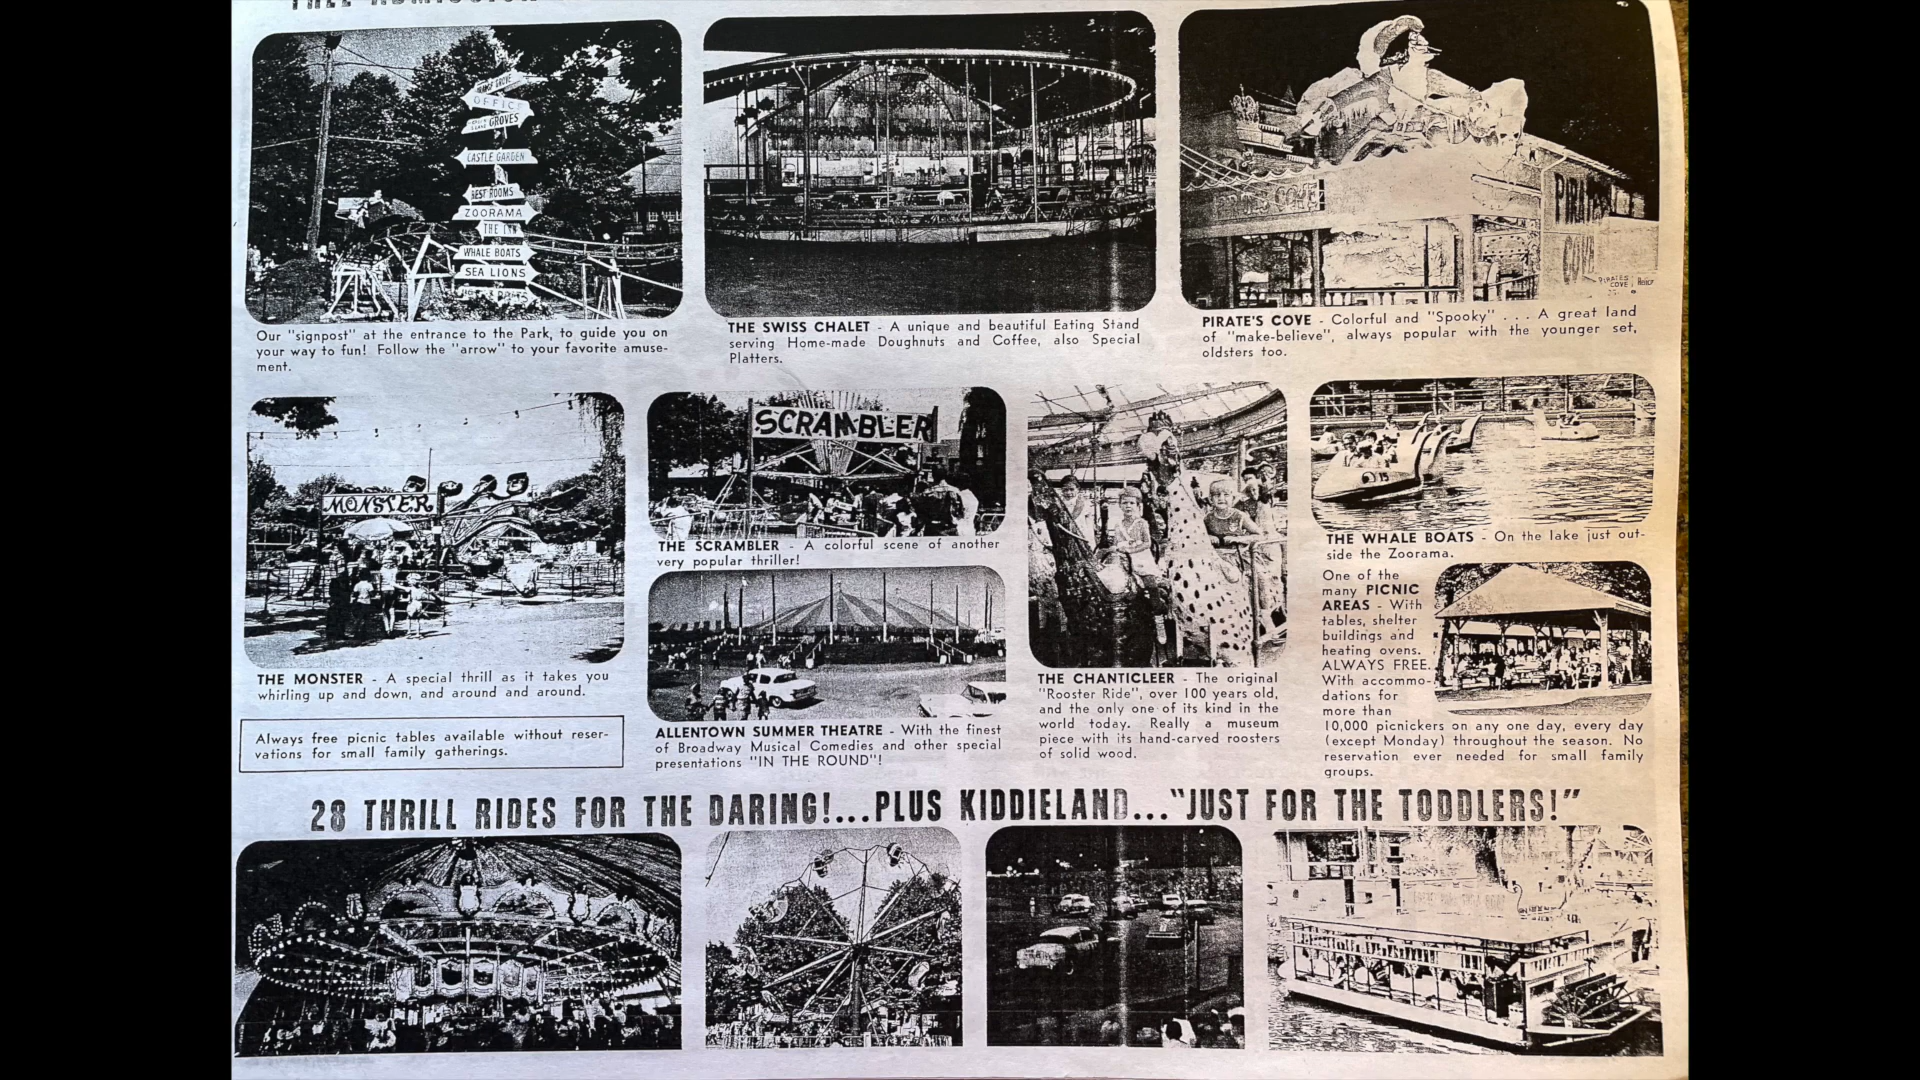 FREE ADMISSION
OFFICE
GROVES
CASTLE GARDEN
REST ROOMS
ZOORAMA
THE INN
WHALE BOATS
SEA LIONS
PIRATE'S
COVE
PIRATES
COVE
Our "signpost" at the entrance to the Park, to guide you on
your way to fun! Follow the "arrow" to your favorite amuse-
ment.
THE SWISS CHALET - A unique and beautiful Eating Stand
serving Home-made Doughnuts and Coffee, also Special
Platters.
PIRATE'S COVE - Colorful and "Spooky" . . . A great land
of "make-believe", always popular with the younger set,
oldsters too.
MONSTER
THE MONSTER - A special thrill as it takes you
whirling up and down, and around and around.
Always free picnic tables available without reser-
vations for small family gatherings.
SCRAMBLER
THE SCRAMBLER - A colorful scene of another
very popular thriller!
ALLENTOWN SUMMER THEATRE - With the finest
of Broadway Musical Comedies and other special
presentations "IN THE ROUND"!
THE CHANTICLEER - The original
"Rooster Ride", over 100 years old,
and the only one of its kind in the
world today. Really a museum
piece with its hand-carved roosters
of solid wood.
15
THE WHALE BOATS - On the lake just out-
side the Zoorama.
One of the
many PICNIC
AREAS - With
tables, shelter
buildings and
heating ovens.
ALWAYS FREE.
With accommo-
dations for
more than
10,000 picnickers on any one day, every day
(except Monday) throughout the season. No
reservation ever needed for small family
groups.
28 THRILL RIDES FOR THE DARING!...PLUS KIDDIELAND..."JUST FOR THE TODDLERS!"